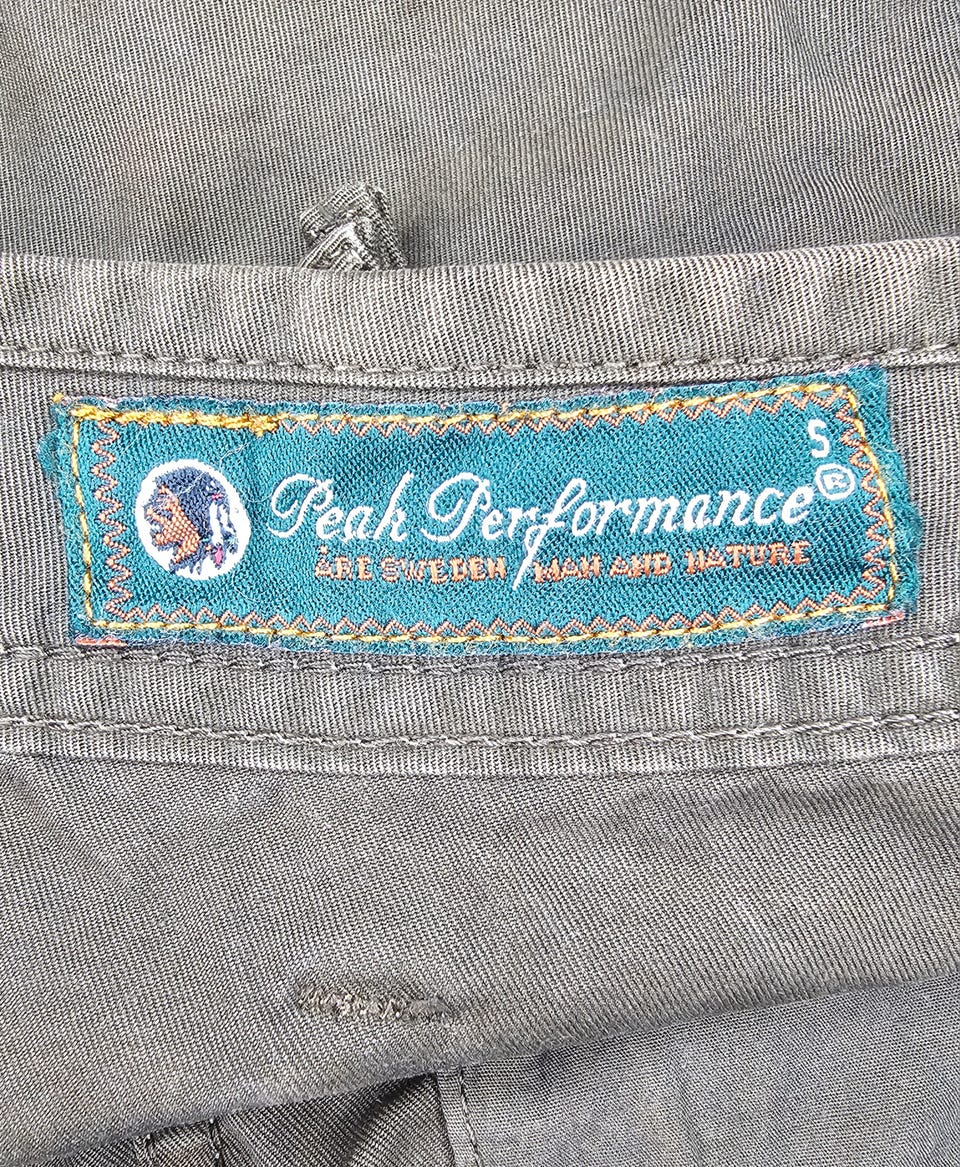 S
Peak Performance®
ÅRE SWEDEN MAN AND NATURE